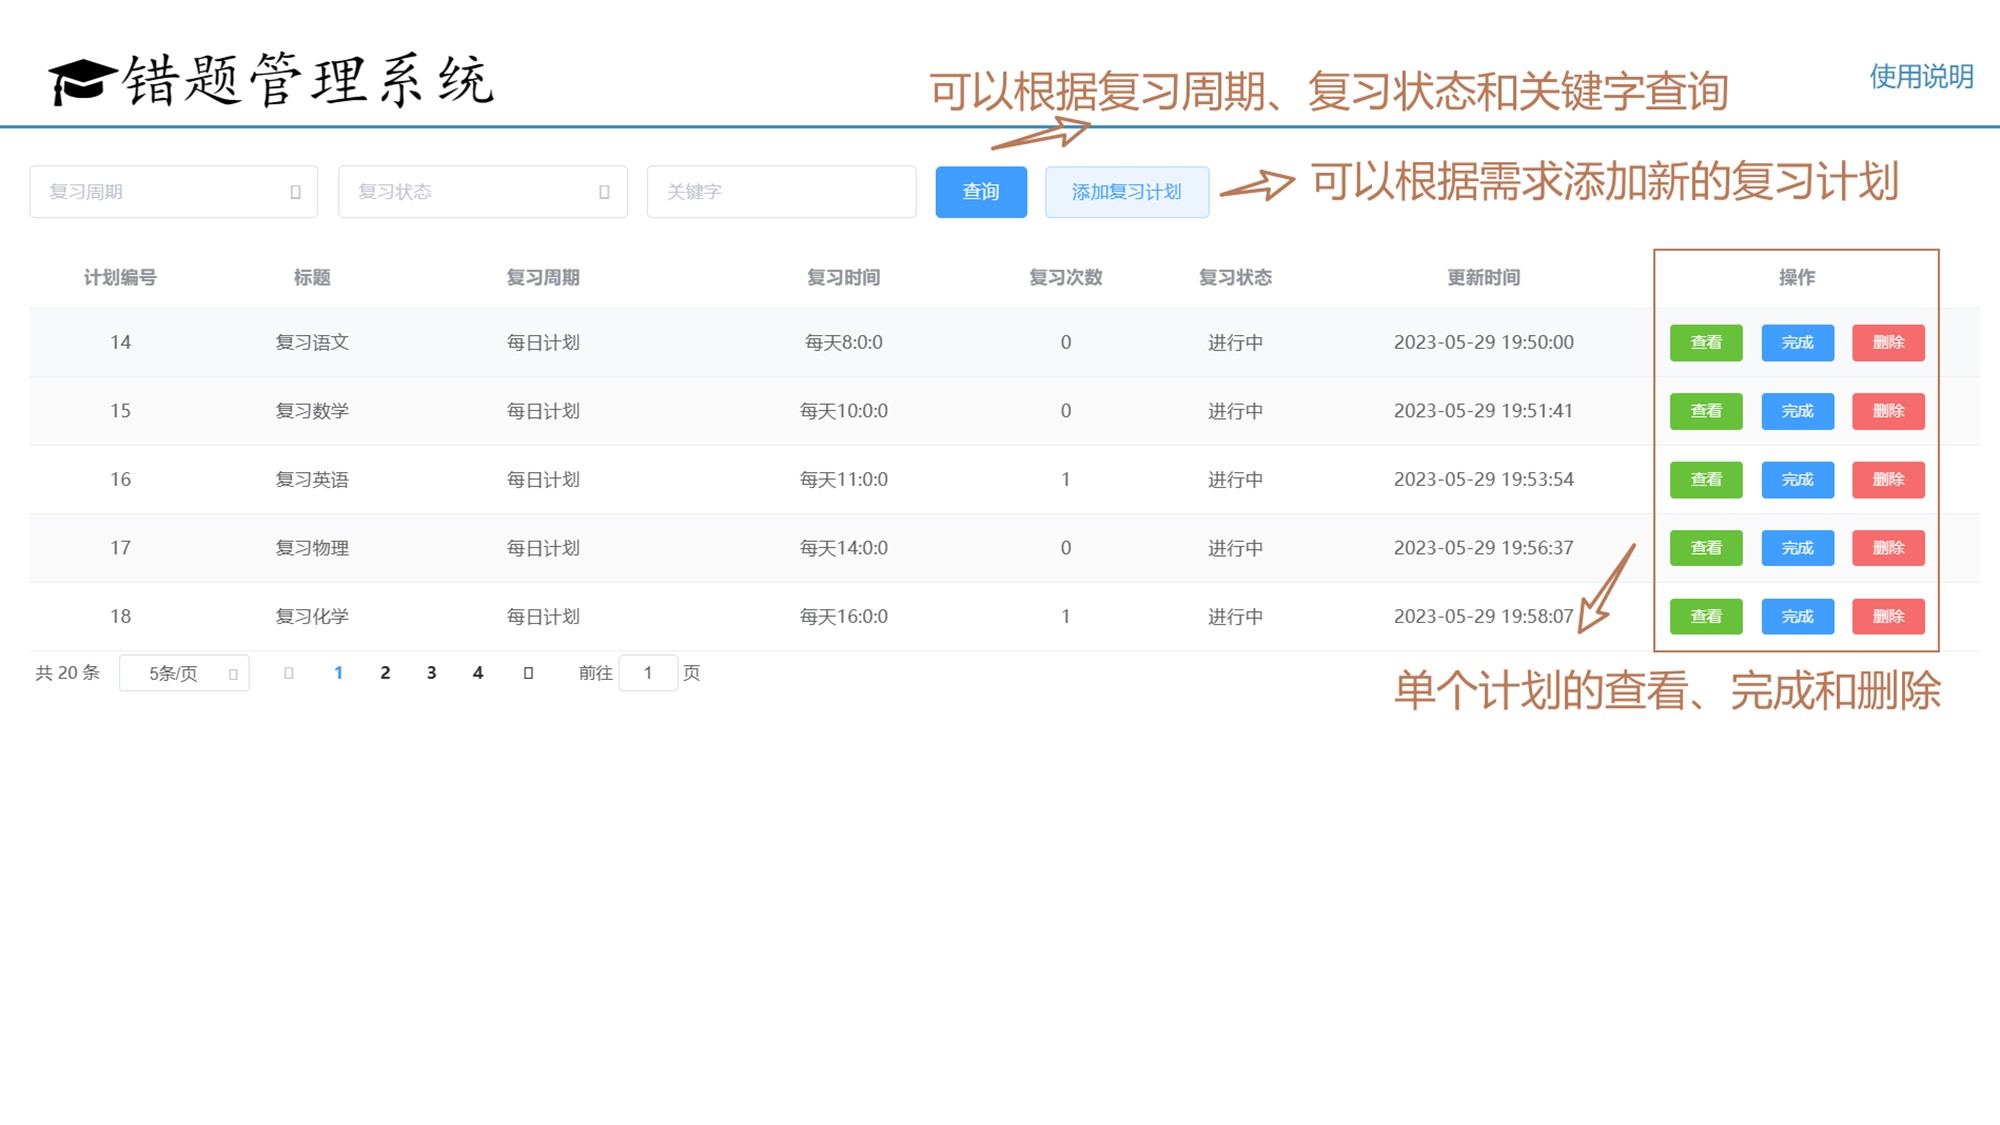 错题管理系统
可以根据复习周期、复习状态和关键字查询
使用说明
复习周期 复习状态 关键字 查询 添加复习计划 可以根据需求添加新的复习计划
计划编号 标题 复习周期 复习时间 复习次数 复习状态 更新时间 操作
14 复习语文 每日计划 每天8:0:0 0 进行中 2023-05-29 19:50:00 查看 完成 删除
15 复习数学 每日计划 每天10:0:0 0 进行中 2023-05-29 19:51:41 查看 完成 删除
16 复习英语 每日计划 每天11:0:0 1 进行中 2023-05-29 19:53:54 查看 完成 删除
17 复习物理 每日计划 每天14:0:0 0 进行中 2023-05-29 19:56:37 查看 完成 删除
18 复习化学 每日计划 每天16:0:0 1 进行中 2023-05-29 19:58:07 查看 完成 删除
共 20 条 5条/页 1 2 3 4 前往 1 页
单个计划的查看、完成和删除